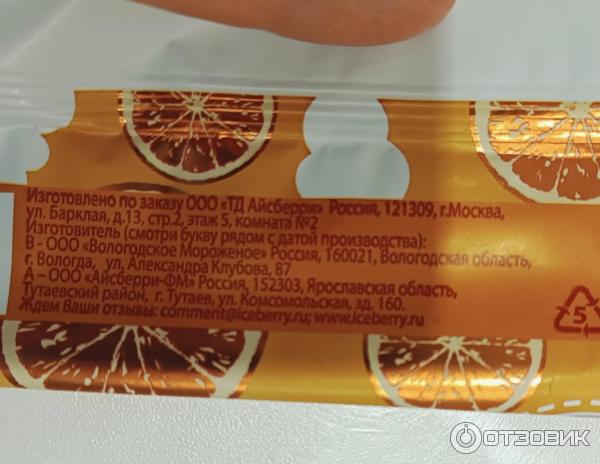 Изготовлено по заказу ООО «ТД Айсберри» Россия, 121309, г.Москва,
ул. Барклая, д.13, стр.2, этаж 5, комната №2
Изготовитель (смотри букву рядом с датой производства):
В - ООО «Вологодское Мороженое» Россия, 160021, Вологодская область,
г. Вологда, ул. Александра Клубова, 87
А – ООО «Айсберри-ФМ» Россия, 152303, Ярославская область,
Тутаевский район, г. Тутаев, ул. Комсомольская, зд. 160.
Ждем Ваши отзывы: comment@iceberry.ru; www.iceberry.ru
5
ОТЗОВИК